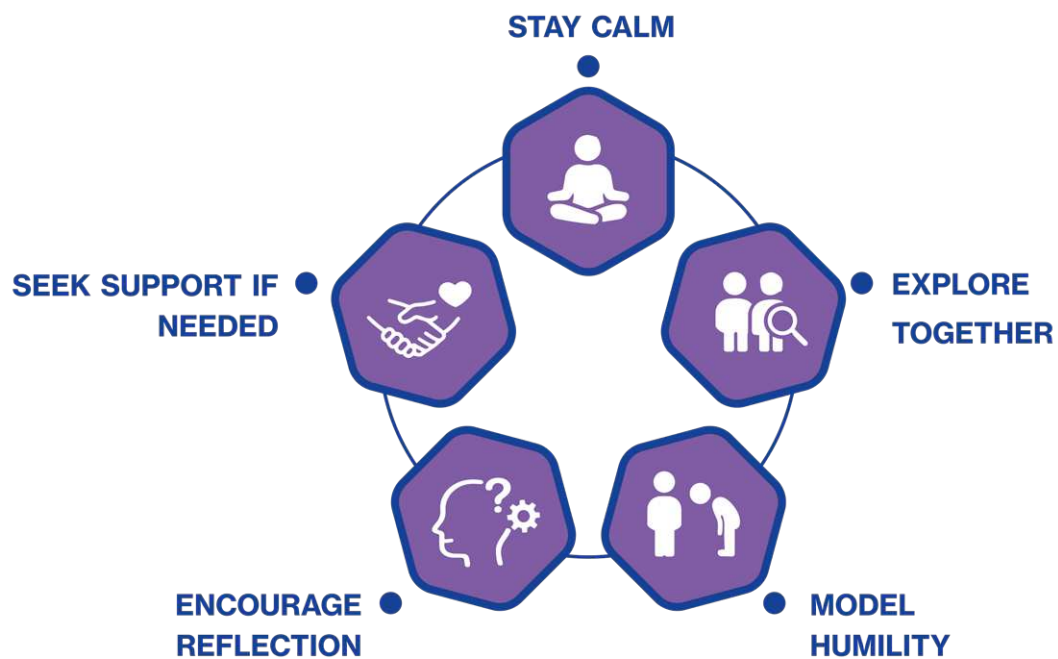 STAY CALM
EXPLORE
TOGETHER
MODEL
HUMILITY
ENCOURAGE
REFLECTION
SEEK SUPPORT IF
NEEDED
?